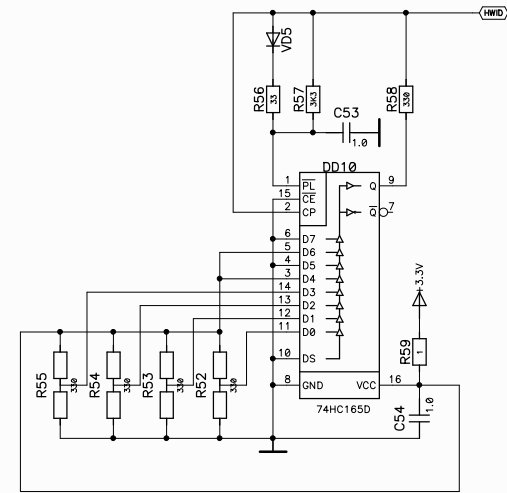 HWID
VD5
R56
33
R57
3K3
R58
330
C53
1.0
DD10
1
PL
Q
9
15
CE
2
CP
Q
7
6
D7
5
D6
4
D5
3
D4
14
D3
13
D2
12
D1
11
D0
3.3V
R59
1
10
DS
8
GND
VCC
16
R55
330
R54
330
R53
330
R52
330
74HC165D
C54
1.0